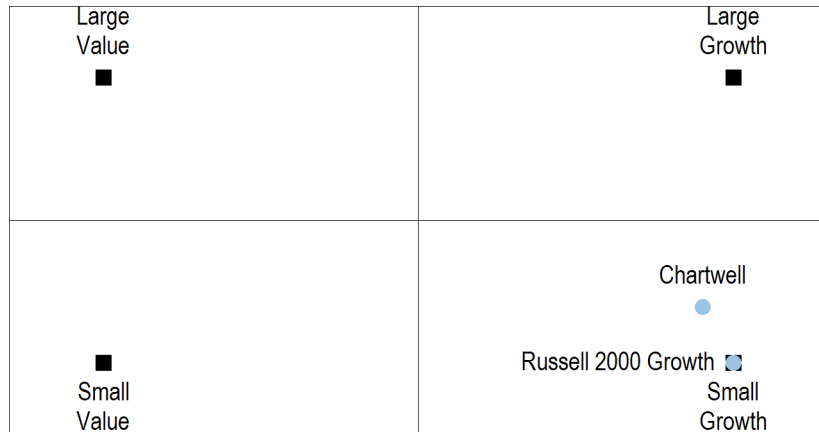 Large
Value
Large
Growth
Chartwell
Russell 2000 Growth
Small
Value
Small
Growth